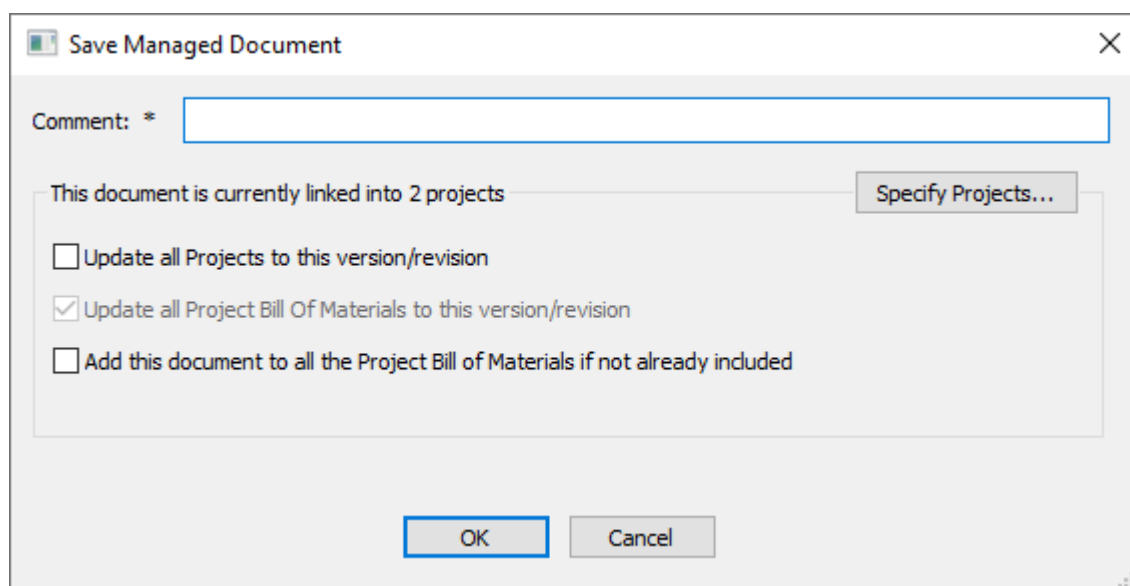 Save Managed Document
Comment: *
This document is currently linked into 2 projects
Specify Projects...
Update all Projects to this version/revision
Update all Project Bill Of Materials to this version/revision
Add this document to all the Project Bill of Materials if not already included
OK
Cancel